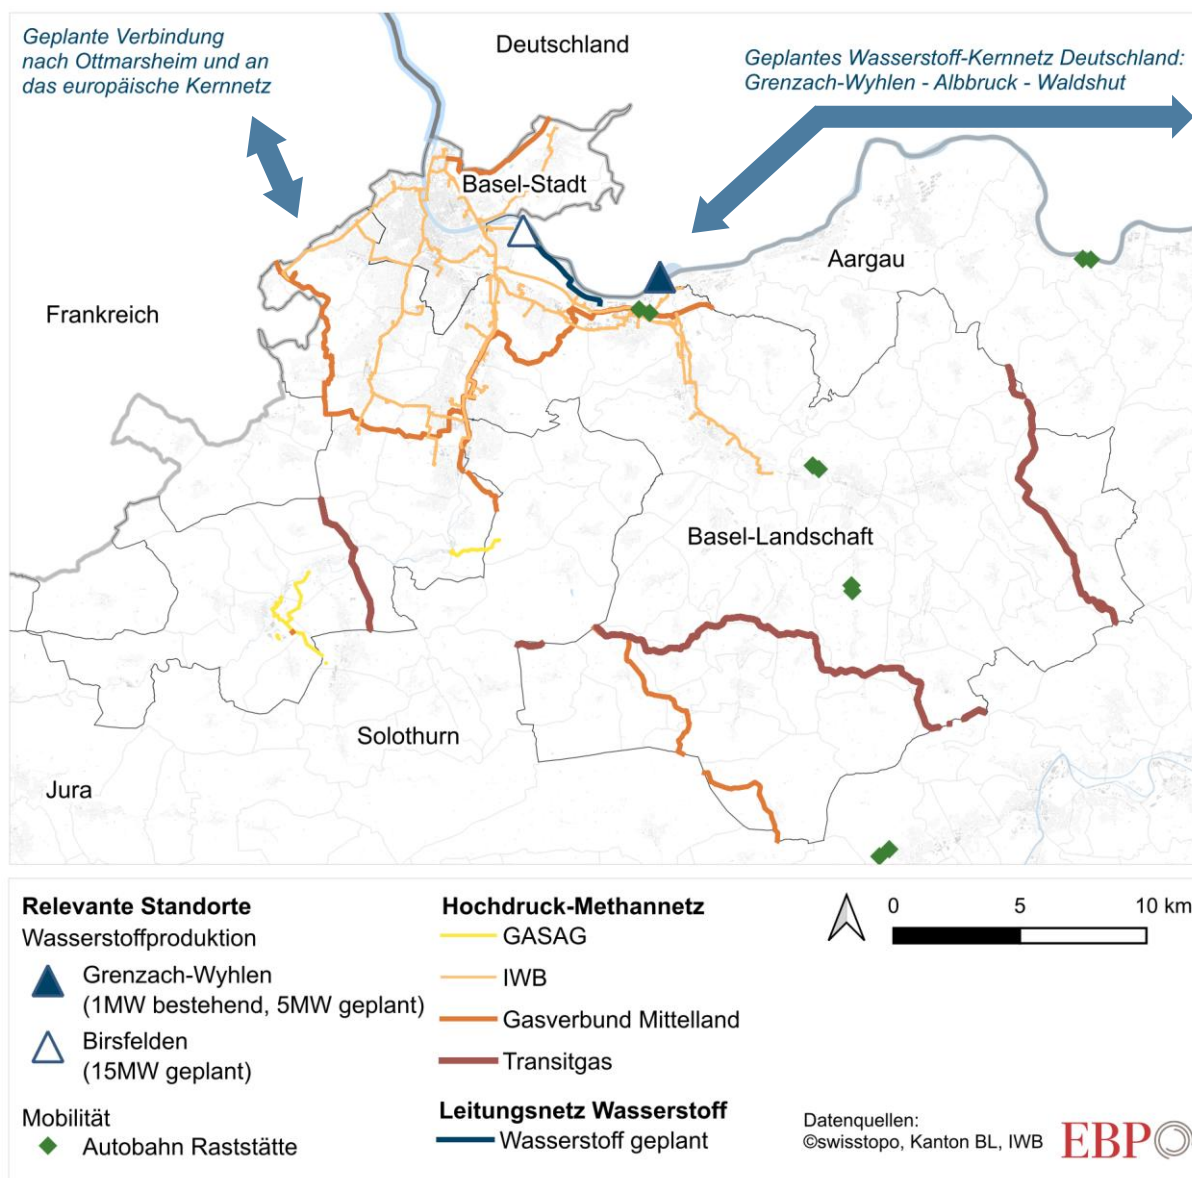 Geplante Verbindung
nach Ottmarsheim und an
das europäische Kernnetz
Deutschland
Geplantes Wasserstoff-Kernnetz Deutschland:
Grenzach-Wyhlen - Albbruck - Waldshut
Basel-Stadt
Aargau
Frankreich
Basel-Landschaft
Solothurn
Jura
Relevante Standorte
Wasserstoffproduktion
Grenzach-Wyhlen
(1MW bestehend, 5MW geplant)
Birsfelden
(15MW geplant)
Mobilität
Autobahn Raststätte
Hochdruck-Methannetz
GASAG
IWB
Gasverbund Mittelland
Transitgas
Leitungsnetz Wasserstoff
Wasserstoff geplant
0 5 10 km
Datenquellen:
©swisstopo, Kanton BL, IWB
EBP